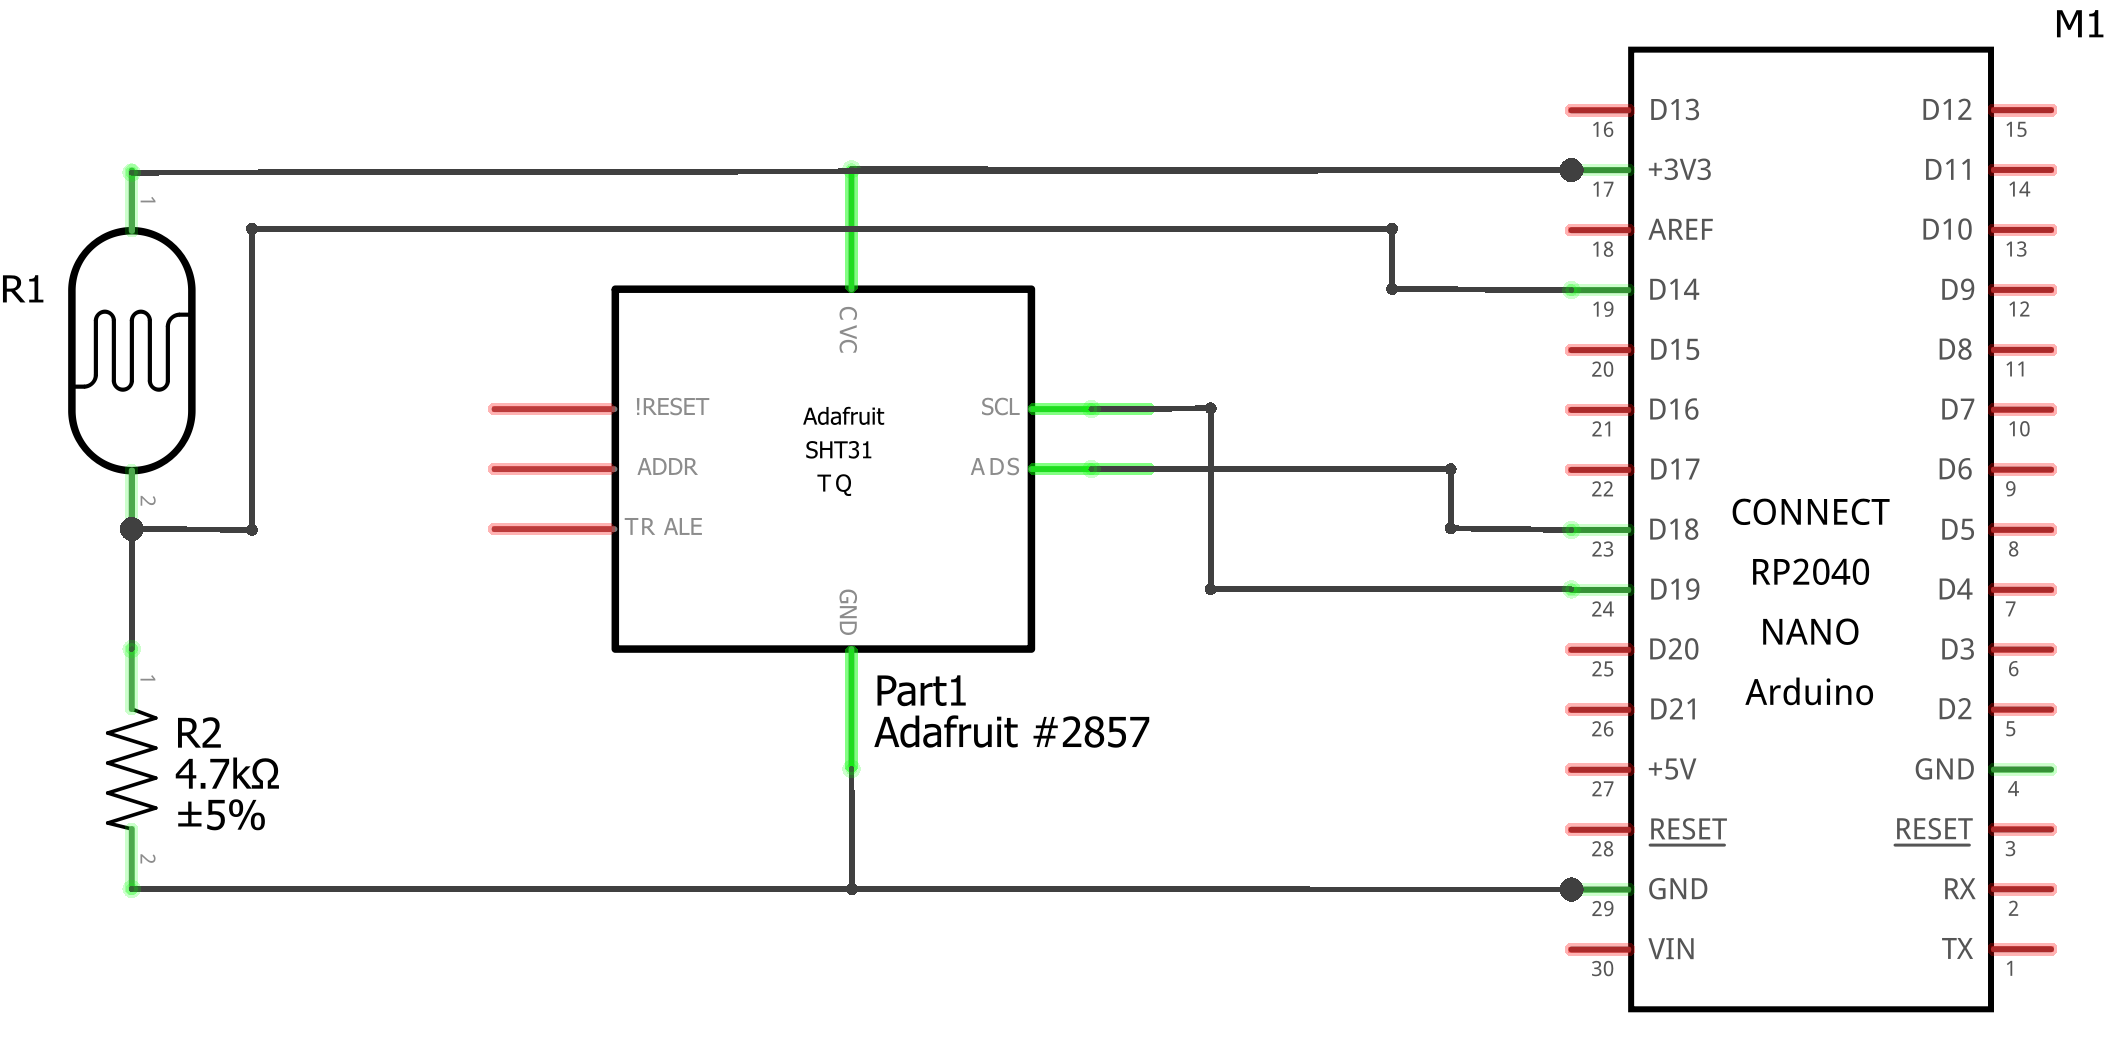 M1
D13
16
D12
15
+3V3
17
D11
14
AREF
18
D10
13
D14
19
D9
12
D15
20
D8
11
D16
21
D7
10
D17
22
D6
9
D18
23
D5
8
D19
24
D4
7
D20
25
D3
6
D21
26
D2
5
+5V
27
GND
4
RESET
28
RESET
3
GND
29
RX
2
VIN
30
TX
1
CONNECT
RP2040
NANO
Arduino
R1
1
2
CVC
!RESET
ADDR
TR ALE
SCL
ADS
GND
Adafruit
SHT31
TQ
Part1
Adafruit #2857
1
R2
4.7kΩ
±5%
2